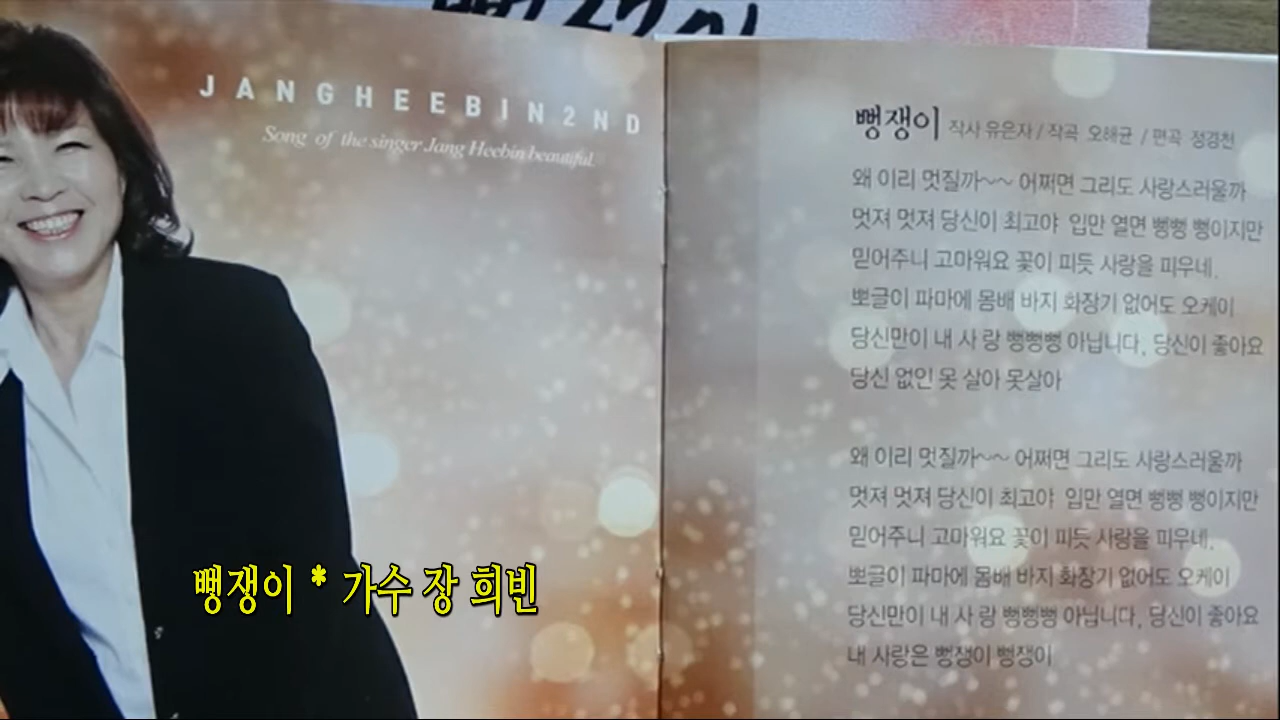 뻥쟁이
JANGHEEBIN2ND
Song of the singer Jang Heebin beautiful.
뻥쟁이 작사 유은자 / 작곡 오해균 / 편곡 정경천
왜 이리 멋질까~~ 어쩌면 그리도 사랑스러울까
멋져 멋져 당신이 최고야 입만 열면 뻥뻥 뻥이지만
믿어주니 고마워요 꽃이 피듯 사랑을 피우네.
뽀글이 파마에 몸배 바지 화장기 없어도 오케이
당신만이 내 사 랑 뻥뻥뻥 아닙니다, 당신이 좋아요
당신 없인 못 살아 못살아
왜 이리 멋질까~~ 어쩌면 그리도 사랑스러울까
멋져 멋져 당신이 최고야 입만 열면 뻥뻥 뻥이지만
믿어주니 고마워요 꽃이 피듯 사랑을 피우네.
뽀글이 파마에 몸배 바지 화장기 없어도 오케이
당신만이 내 사 랑 뻥뻥뻥 아닙니다, 당신이 좋아요
내 사랑은 뻥쟁이 뻥쟁이
뻥쟁이 * 가수 장 희빈